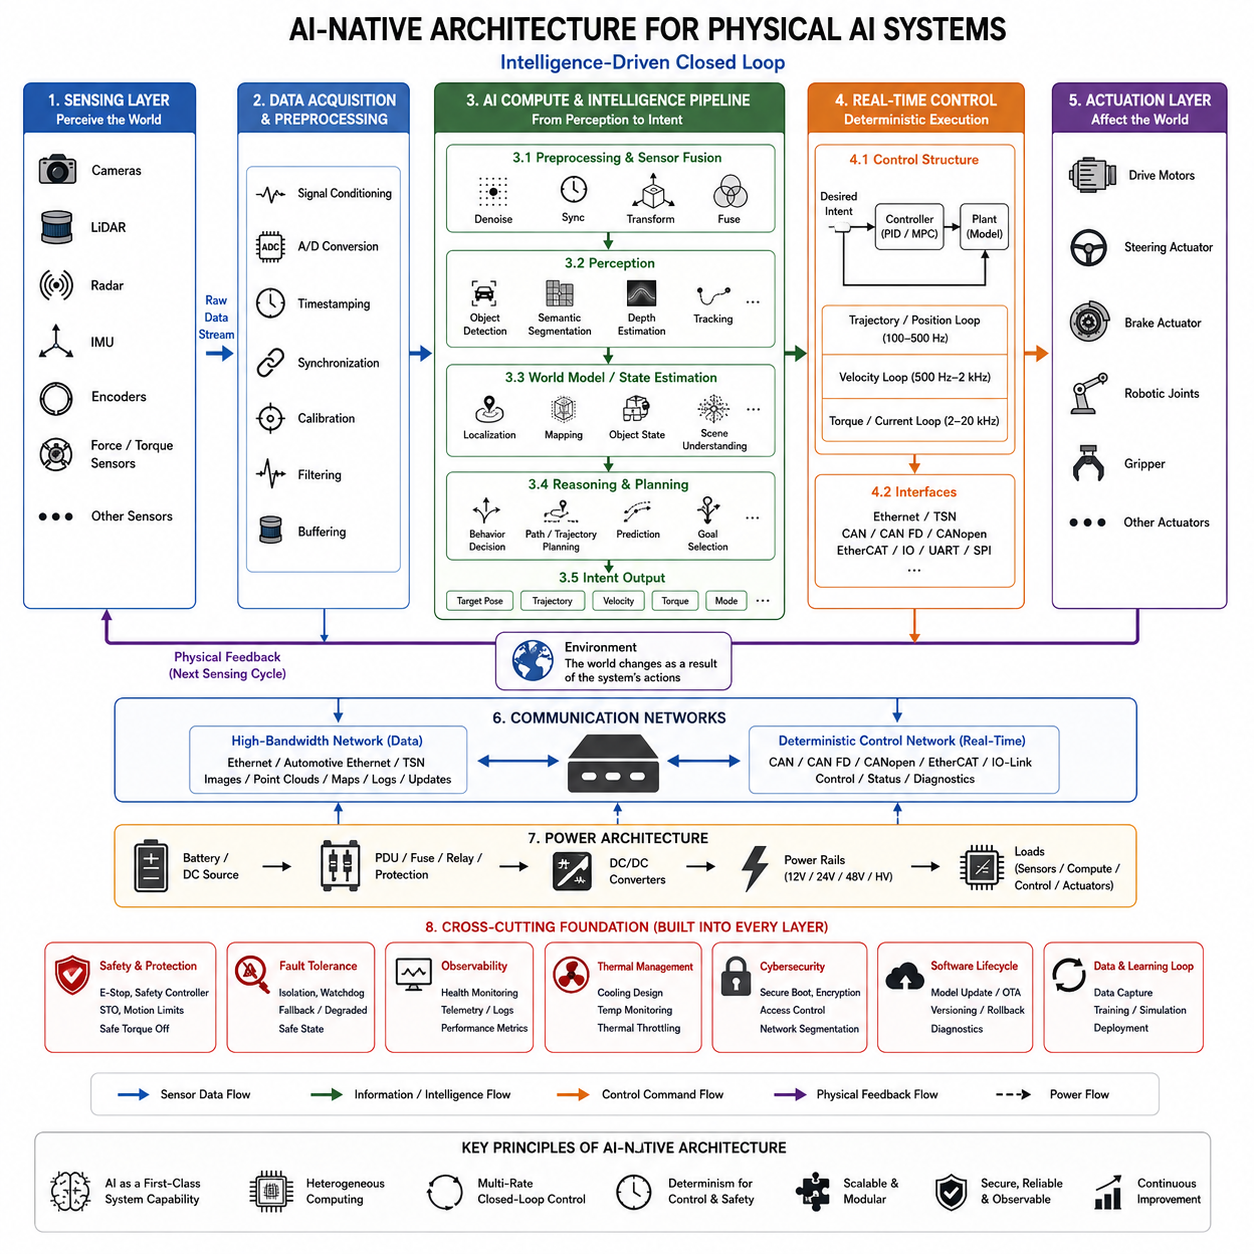 AI-NATIVE ARCHITECTURE FOR PHYSICAL AI SYSTEMS
Intelligence-Driven Closed Loop
1. SENSING LAYER
Perceive the World
Cameras
LiDAR
Radar
IMU
Encoders
Force / Torque
Sensors
Other Sensors
Raw
Data
Stream
2. DATA ACQUISITION
& PREPROCESSING
Signal Conditioning
ADC
A/D Conversion
Timestamping
Synchronization
Calibration
Filtering
Buffering
3. AI COMPUTE & INTELLIGENCE PIPELINE
From Perception to Intent
3.1 Preprocessing & Sensor Fusion
Denoise
Sync
Transform
Fuse
3.2 Perception
Object
Detection
Semantic
Segmentation
Depth
Estimation
Tracking
...
3.3 World Model / State Estimation
Localization
Mapping
Object State
Scene
Understanding
...
3.4 Reasoning & Planning
Behavior
Decision
Path / Trajectory
Planning
Prediction
Goal
Selection
...
3.5 Intent Output
Target Pose
Trajectory
Velocity
Torque
Mode
...
4. REAL-TIME CONTROL
Deterministic Execution
4.1 Control Structure
Desired
Intent
Controller
(PID / MPC)
Plant
(Model)
Trajectory / Position Loop
(100–500 Hz)
Velocity Loop (500 Hz–2 kHz)
Torque / Current Loop (2–20 kHz)
4.2 Interfaces
Ethernet / TSN
CAN / CAN FD / CANopen
EtherCAT / IO / UART / SPI
...
5. ACTUATION LAYER
Affect the World
Drive Motors
Steering Actuator
Brake Actuator
Robotic Joints
Gripper
Other Actuators
Physical Feedback
(Next Sensing Cycle)
Environment
The world changes as a result
of the system's actions
6. COMMUNICATION NETWORKS
High-Bandwidth Network (Data)
Ethernet / Automotive Ethernet / TSN
Images / Point Clouds / Maps / Logs / Updates
Deterministic Control Network (Real-Time)
CAN / CAN FD / CANopen / EtherCAT / IO-Link
Control / Status / Diagnostics
7. POWER ARCHITECTURE
Battery /
DC Source
PDU / Fuse / Relay /
Protection
DC/DC
Converters
Power Rails
(12V / 24V / 48V / HV)
Loads
(Sensors / Compute /
Control / Actuators)
8. CROSS-CUTTING FOUNDATION (BUILT INTO EVERY LAYER)
Safety & Protection
E-Stop, Safety Controller
STO, Motion Limits
Safe Torque Off
Fault Tolerance
Isolation, Watchdog
Fallback / Degraded
Safe State
Observability
Health Monitoring
Telemetry / Logs
Performance Metrics
Thermal Management
Cooling Design
Temp Monitoring
Thermal Throttling
Cybersecurity
Secure Boot, Encryption
Access Control
Network Segmentation
Software Lifecycle
Model Update / OTA
Versioning / Rollback
Diagnostics
Data & Learning Loop
Data Capture
Training / Simulation
Deployment
Sensor Data Flow
Information / Intelligence Flow
Control Command Flow
Physical Feedback Flow
Power Flow
KEY PRINCIPLES OF ARCHITECTURE
AI as a First-Class
System Capability
Heterogeneous
Computing
Multi-Rate
Closed-Loop Control
Determinism for
Control & Safety
Scalable &
Modular
Secure, Reliable
& Observable
Continuous
Improvement